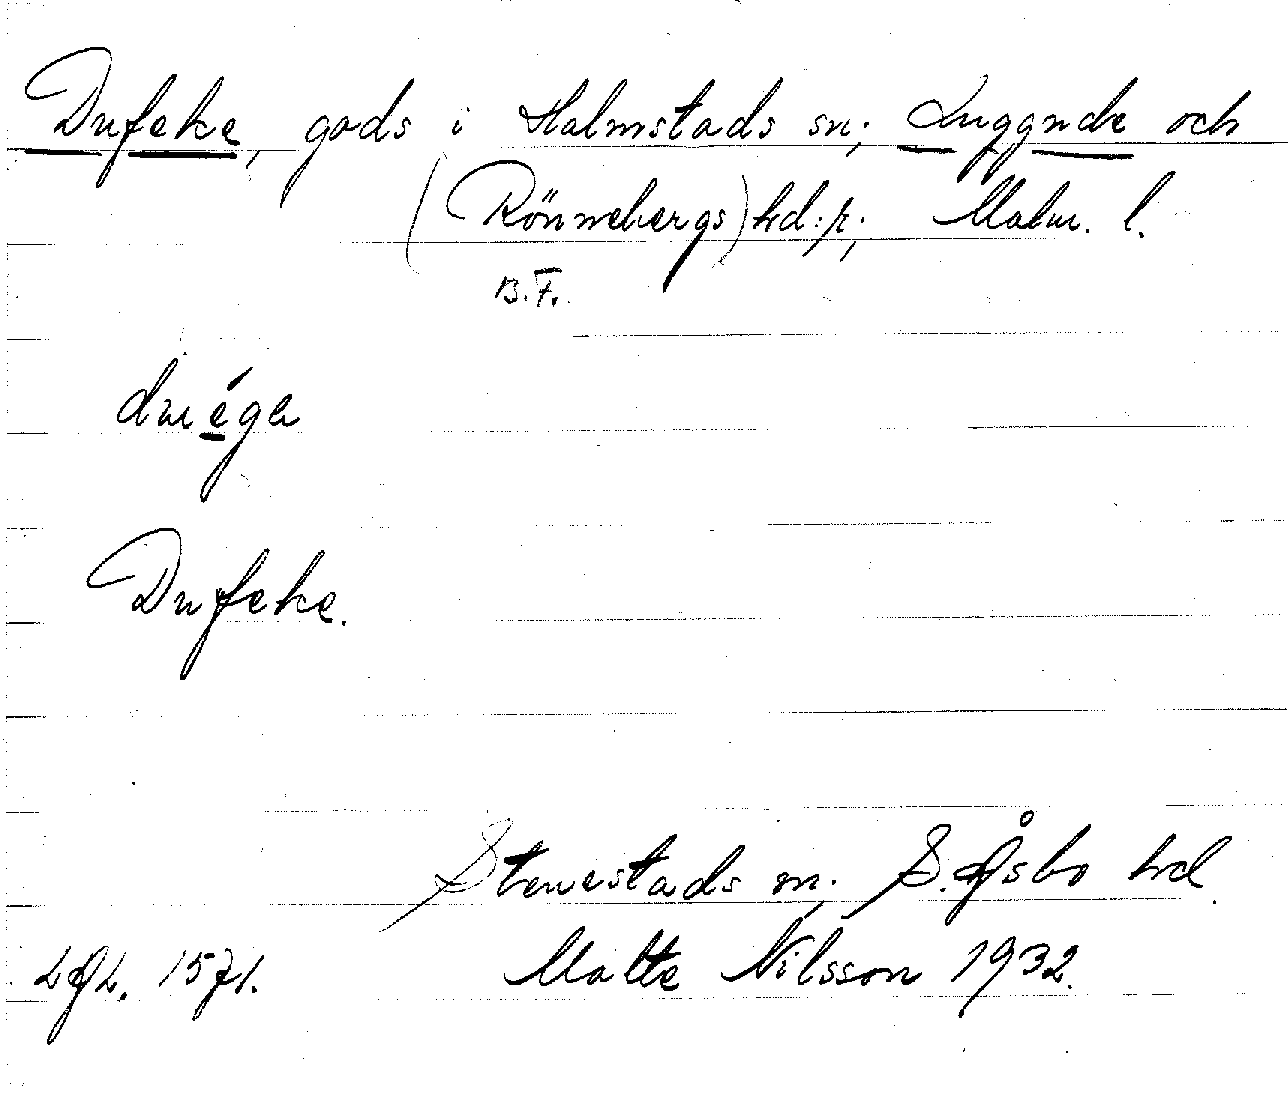 Dufeke, gods i Halmstads sn; Luggude och
(Rönnebergs) hd:r; Malm. l.
B.F.
duéga
Dufeke.
Stenestads sn; S. Åsbo hd.
LAL. 1571. Malte Nilsson 1932.